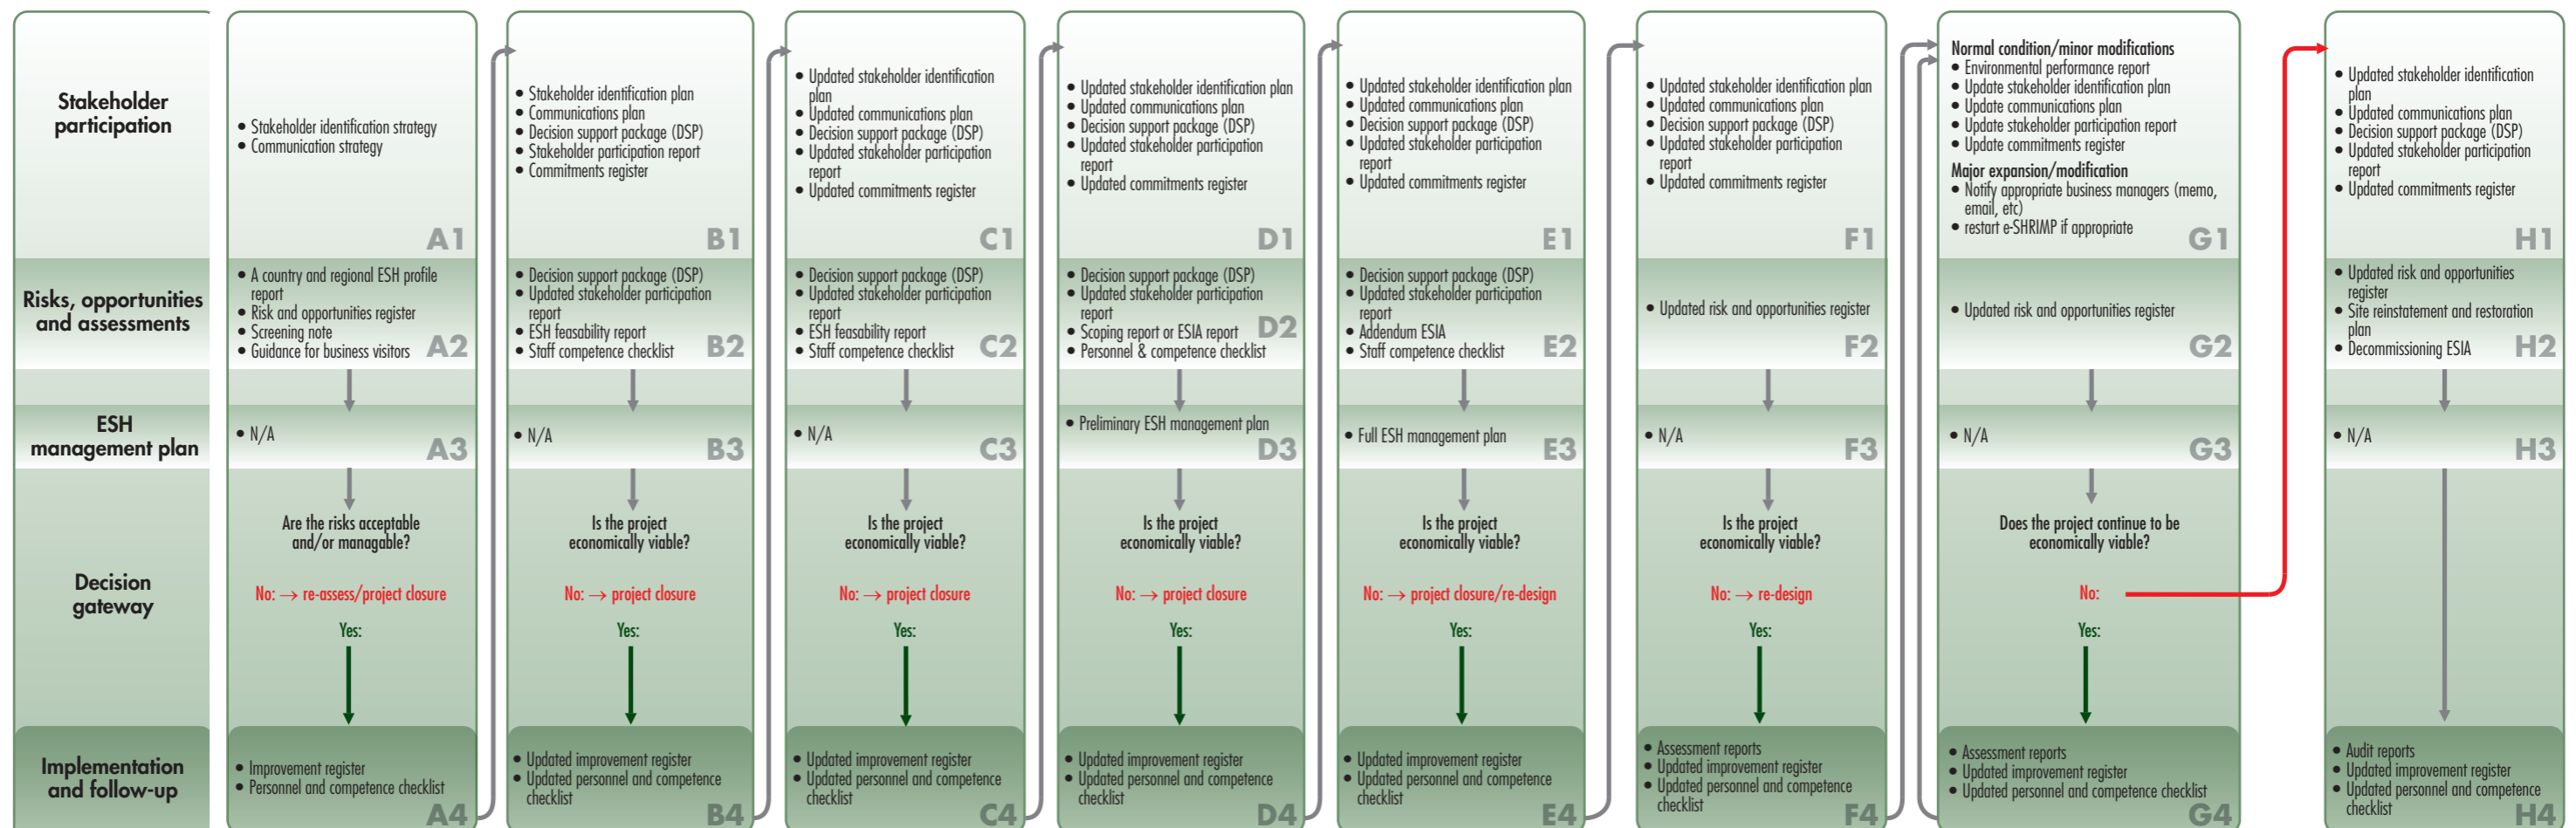 Stakeholder
participation
• Stakeholder identification strategy
• Communication strategy
A1
• Stakeholder identification plan
• Communications plan
• Decision support package (DSP)
• Stakeholder participation report
• Commitments register
B1
• Updated stakeholder identification
plan
• Updated communications plan
• Decision support package (DSP)
• Updated stakeholder participation
report
• Updated commitments register
C1
• Updated stakeholder identification plan
• Updated communications plan
• Decision support package (DSP)
• Updated stakeholder participation
report
• Updated commitments register
D1
• Updated stakeholder identification plan
• Updated communications plan
• Decision support package (DSP)
• Updated stakeholder participation
report
• Updated commitments register
E1
• Updated stakeholder identification plan
• Updated communications plan
• Decision support package (DSP)
• Updated stakeholder participation
report
• Updated commitments register
F1
Normal condition/minor modifications
• Environmental performance report
• Update stakeholder identification plan
• Update communications plan
• Update stakeholder participation report
• Update commitments register
Major expansion/modification
• Notify appropriate business managers (memo,
email, etc)
• restart e-SHRIMP if appropriate
G1
• Updated stakeholder identification
plan
• Updated communications plan
• Decision support package (DSP)
• Updated stakeholder participation
report
• Updated commitments register
H1
Risks, opportunities
and assessments
• A country and regional ESH profile
report
• Risk and opportunities register
• Screening note
• Guidance for business visitors
A2
• Decision support package (DSP)
• Updated stakeholder participation
report
• ESH feasability report
• Staff competence checklist
B2
• Decision support package (DSP)
• Updated stakeholder participation
report
• ESH feasability report
• Staff competence checklist
C2
• Decision support package (DSP)
• Updated stakeholder participation
report
• Scoping report or ESIA report
• Personnel & competence checklist
D2
• Decision support package (DSP)
• Updated stakeholder participation
report
• Addendum ESIA
• Staff competence checklist
E2
• Updated risk and opportunities register
F2
• Updated risk and opportunities register
G2
• Updated risk and opportunities
register
• Site reinstatement and restoration
plan
• Decommissioning ESIA
H2
ESH
management plan
• N/A
A3
• N/A
B3
• N/A
C3
• Preliminary ESH management plan
D3
• Full ESH management plan
E3
• N/A
F3
• N/A
G3
• N/A
H3
Decision
gateway
Are the risks acceptable
and/or managable?
No: → re-assess/project closure
Yes:
Is the project
economically viable?
No: → project closure
Yes:
Is the project
economically viable?
No: → project closure
Yes:
Is the project
economically viable?
No: → project closure
Yes:
Is the project
economically viable?
No: → project closure/re-design
Yes:
Is the project
economically viable?
No: → re-design
Yes:
Does the project continue to be
economically viable?
No:
Yes:
Implementation
and follow-up
• Improvement register
• Personnel and competence checklist
A4
• Updated improvement register
• Updated personnel and competence
checklist
B4
• Updated improvement register
• Updated personnel and competence
checklist
C4
• Updated improvement register
• Updated personnel and competence
checklist
D4
• Updated improvement register
• Updated personnel and competence
checklist
E4
• Assessment reports
• Updated improvement register
• Updated personnel and competence
checklist
F4
• Assessment reports
• Updated improvement register
• Updated personnel and competence checklist
G4
• Audit reports
• Updated improvement register
• Updated personnel and competence
checklist
H4